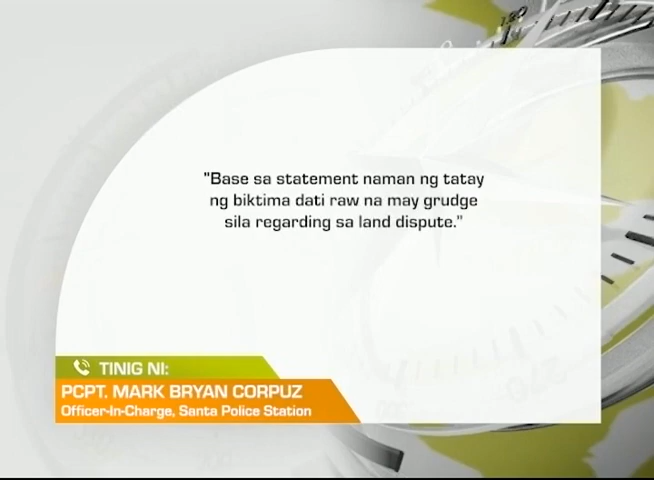 "Base sa statement naman ng tatay
ng biktima dati raw na may grudge
sila regarding sa land dispute."
TINIG NI:
PCPT. MARK BRYAN CORPUZ
Officer-In-Charge, Santa Police Station